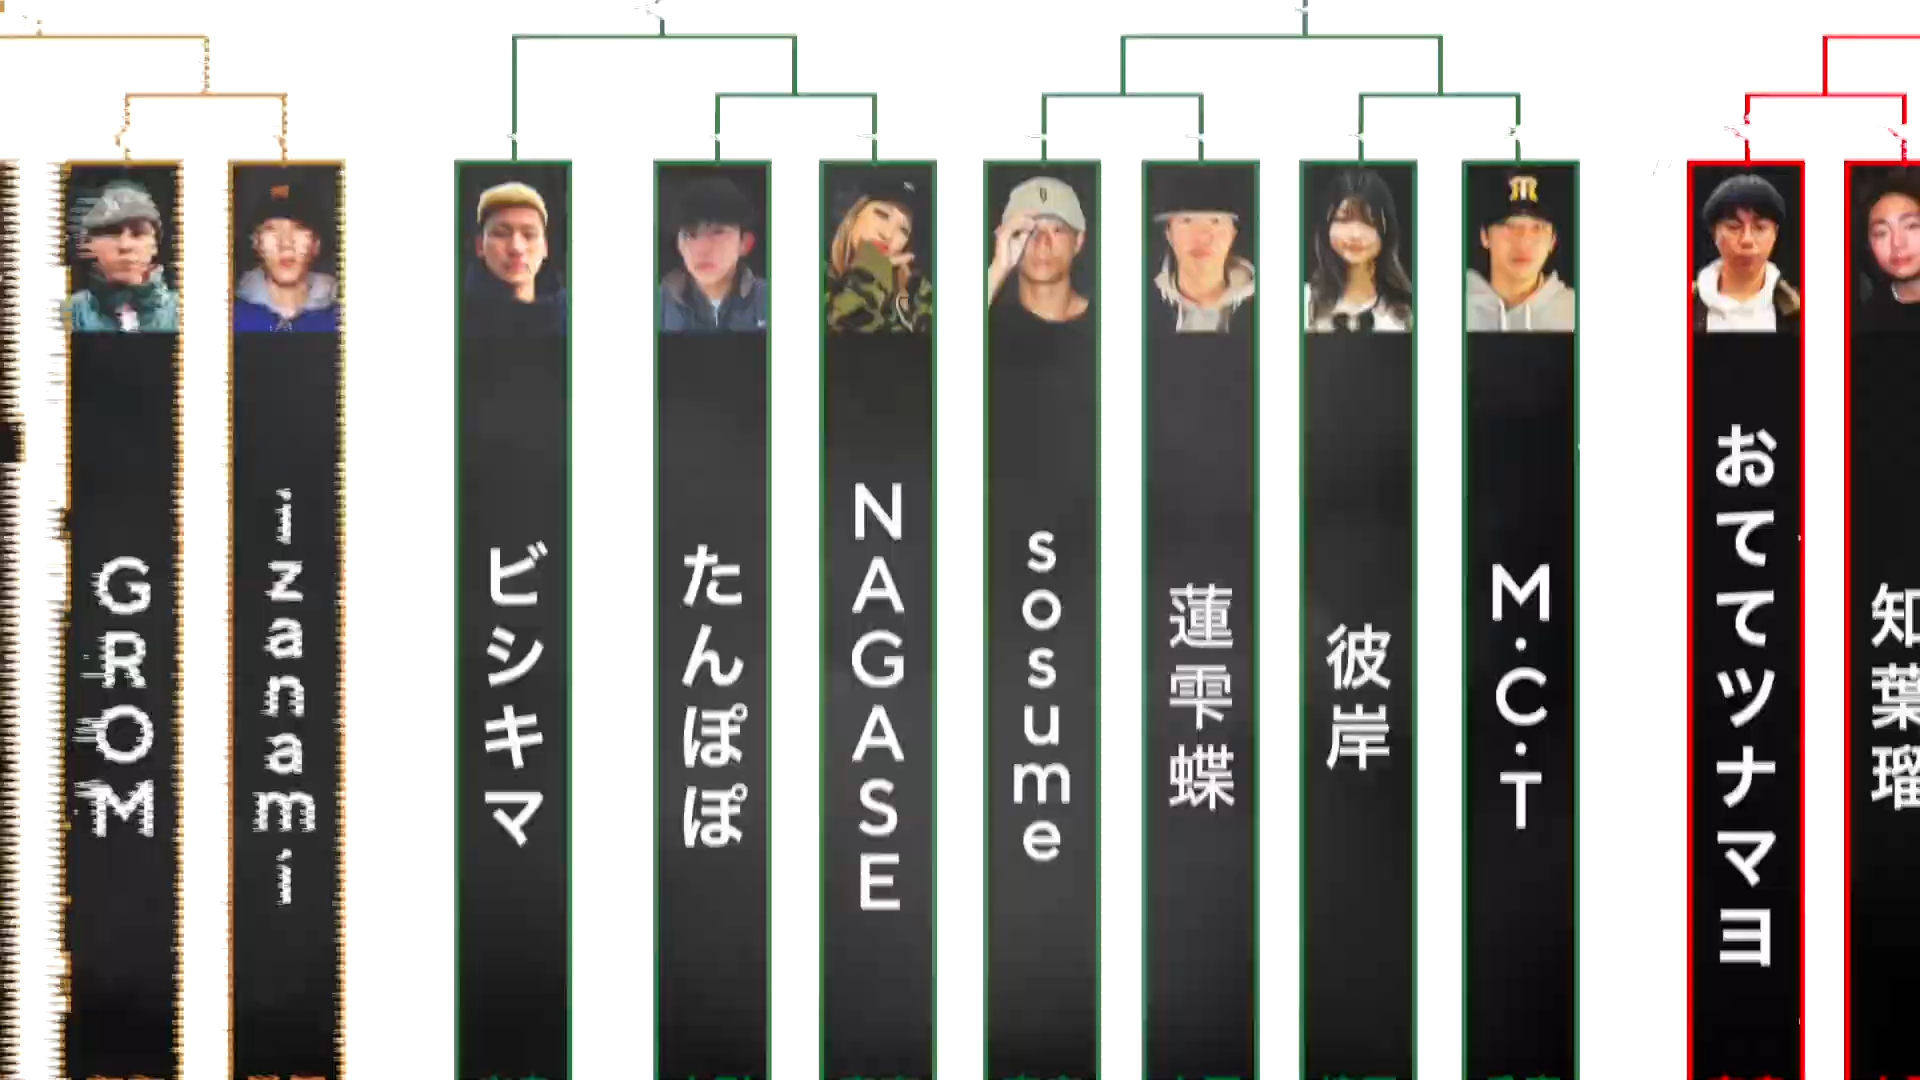 GROM
izanami
ビシキマ
たんぽぽ
NAGASE
sosume
蓮雫蝶
彼岸
M.C.T
おててツナマヨ
知葉瑠